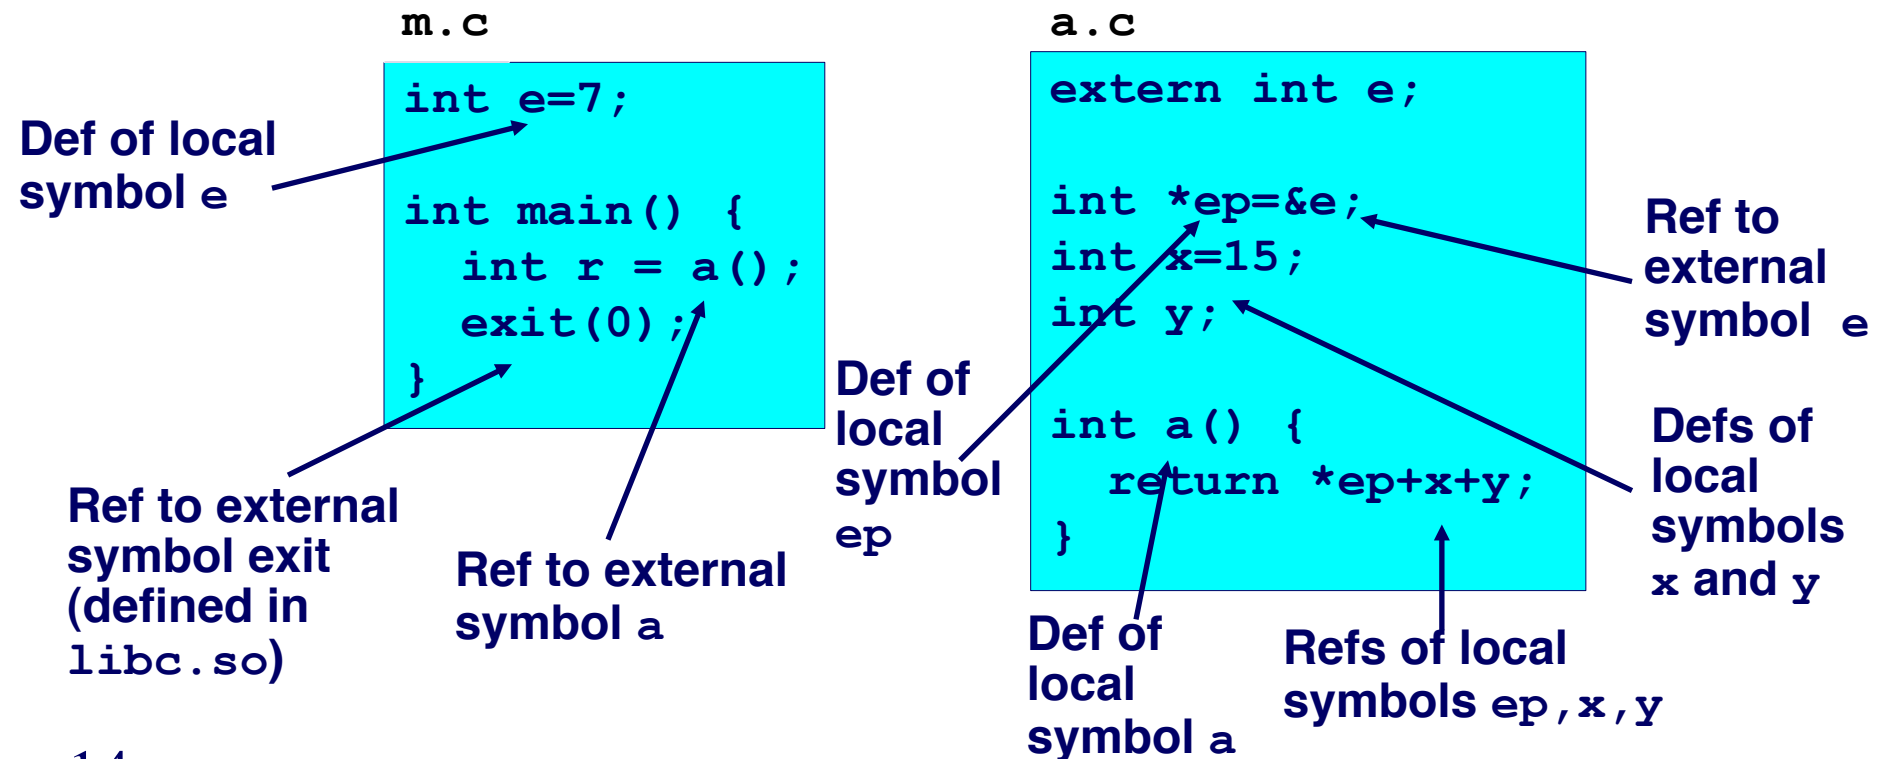 m.c
int e=7;
int main() {
int r = a();
exit(0);
}
Def of local
symbol e
Ref to external
symbol exit
(defined in
libc.so)
Ref to external
symbol a
a.c
extern int e;
int *ep=&e;
int x=15;
int y;
int a() {
return *ep+x+y;
}
Def of
local
symbol
ep
Ref to
external
symbol e
Defs of
local
symbols
x and y
Def of
local
symbol a
Refs of local
symbols ep,x,y